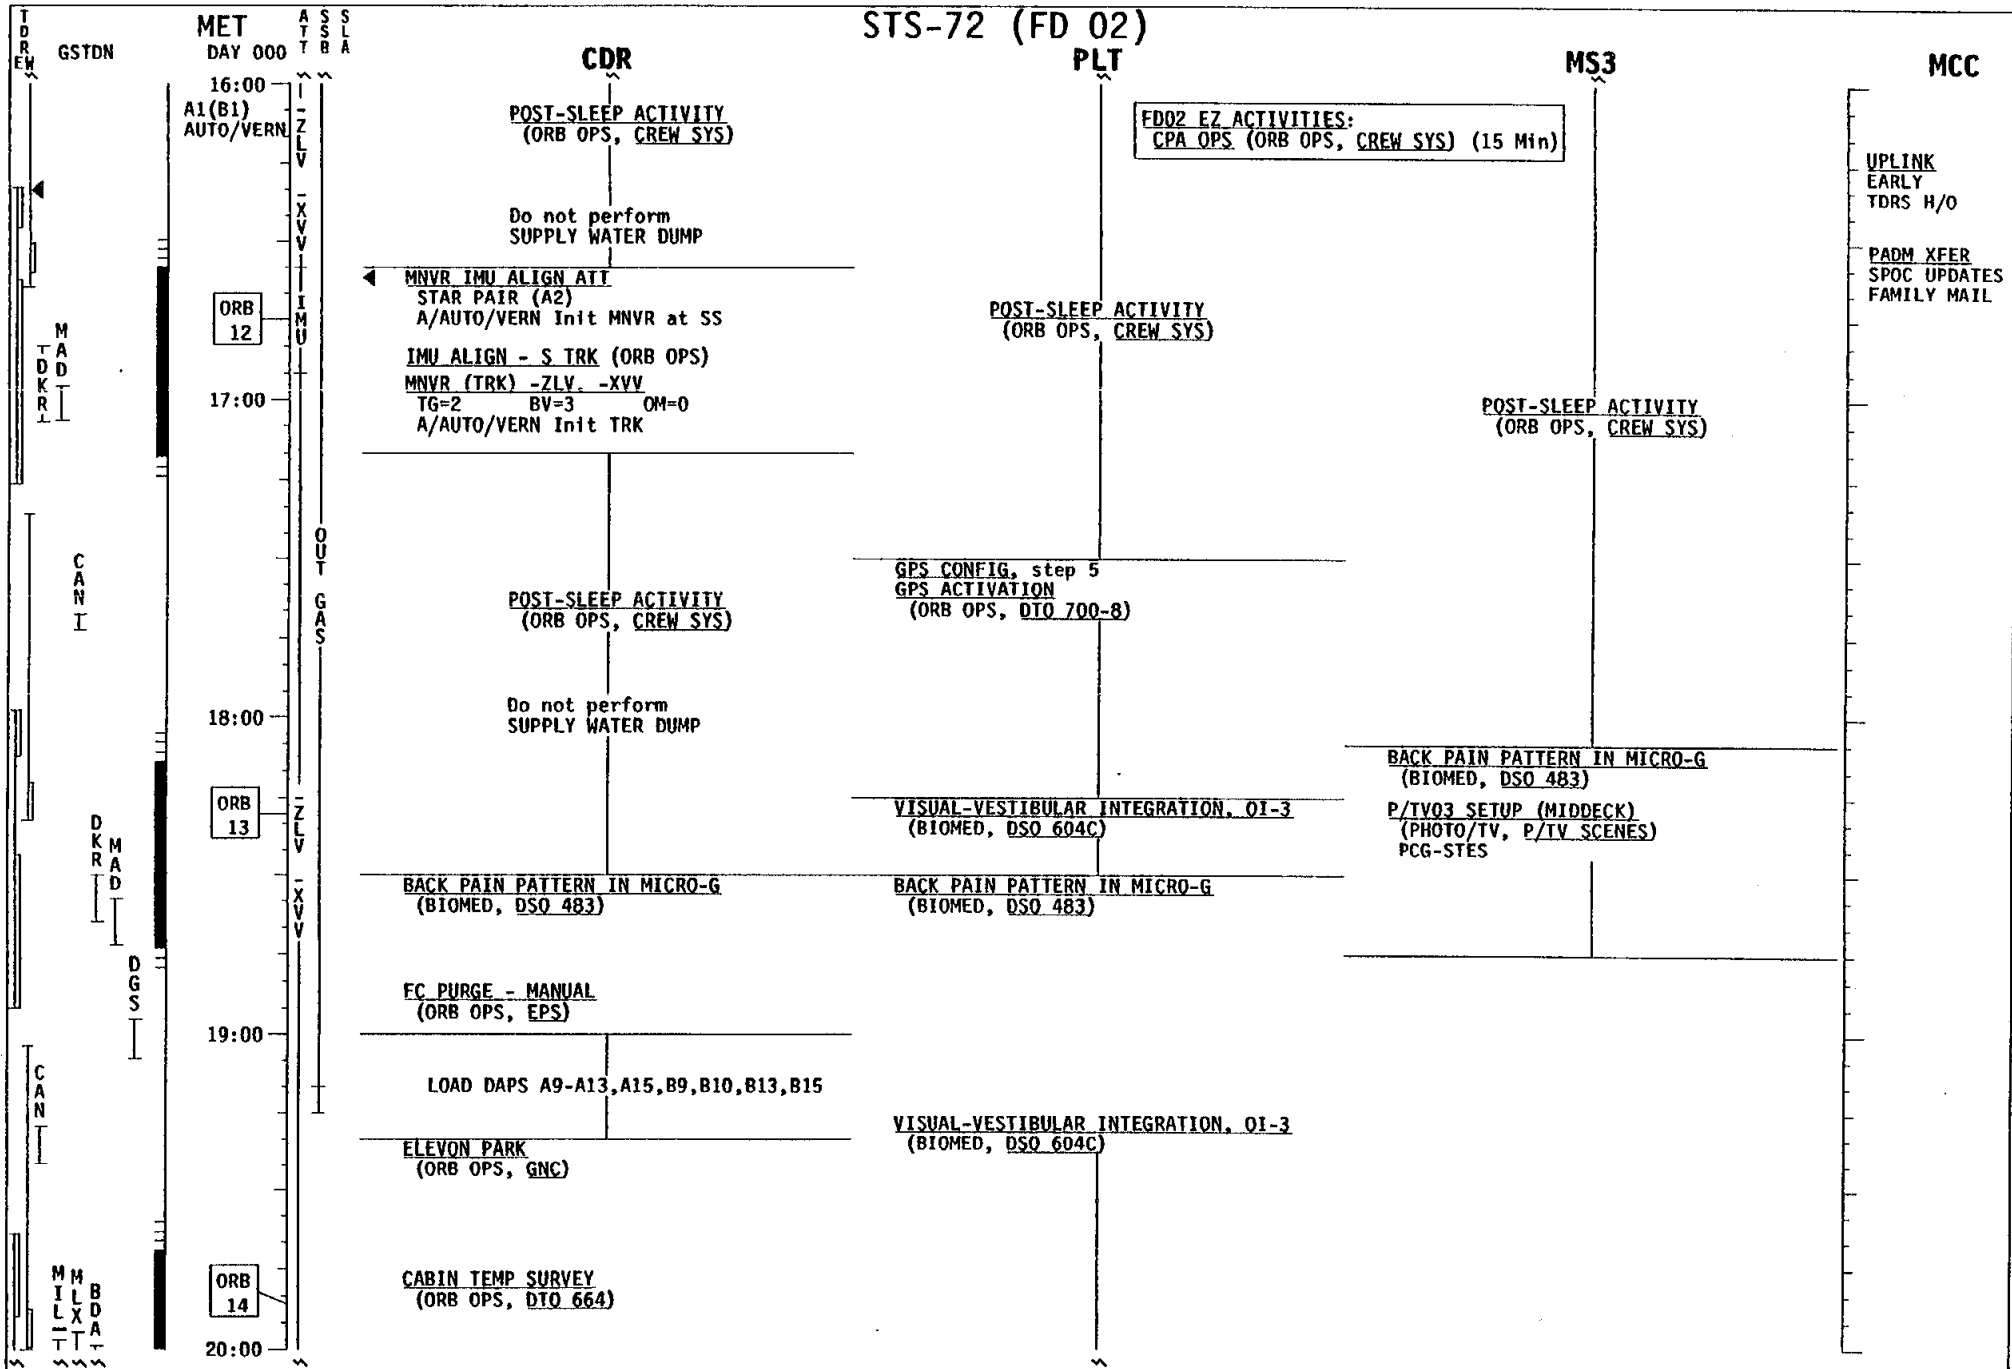 STS-72 (FD 02)
TDRE W
GSTDN
MET
DAY 000
ATT
SSB
SLA
CDR
PLT
MS3
MCC
16:00
A1(B1)
AUTO/VERN
-ZLV
-XVV
IMU
ORB
12
MAD
DKR
17:00
CAN
OUT GAS
18:00
ORB
13
-ZLV
-XVV
DKR
MAD
DGS
19:00
CAN
ORB
14
MIL
MLX
BDA
20:00
POST-SLEEP ACTIVITY
(ORB OPS, CREW SYS)
Do not perform
SUPPLY WATER DUMP
MNVR IMU ALIGN ATT
STAR PAIR (A2)
A/AUTO/VERN Init MNVR at SS
IMU ALIGN - S TRK (ORB OPS)
MNVR (TRK) -ZLV, -XVV
TG=2 BV=3 OM=0
A/AUTO/VERN Init TRK
POST-SLEEP ACTIVITY
(ORB OPS, CREW SYS)
Do not perform
SUPPLY WATER DUMP
BACK PAIN PATTERN IN MICRO-G
(BIOMED, DSO 483)
FC PURGE - MANUAL
(ORB OPS, EPS)
LOAD DAPS A9-A13,A15,B9,B10,B13,B15
ELEVON PARK
(ORB OPS, GNC)
CABIN TEMP SURVEY
(ORB OPS, DTO 664)
FD02 EZ ACTIVITIES:
CPA OPS (ORB OPS, CREW SYS) (15 Min)
POST-SLEEP ACTIVITY
(ORB OPS, CREW SYS)
GPS CONFIG, step 5
GPS ACTIVATION
(ORB OPS, DTO 700-8)
VISUAL-VESTIBULAR INTEGRATION, OI-3
(BIOMED, DSO 604C)
BACK PAIN PATTERN IN MICRO-G
(BIOMED, DSO 483)
VISUAL-VESTIBULAR INTEGRATION, OI-3
(BIOMED, DSO 604C)
POST-SLEEP ACTIVITY
(ORB OPS, CREW SYS)
BACK PAIN PATTERN IN MICRO-G
(BIOMED, DSO 483)
P/TV03 SETUP (MIDDECK)
(PHOTO/TV, P/TV SCENES)
PCG-STES
UPLINK
EARLY
TDRS H/O
PADM XFER
SPOC UPDATES
FAMILY MAIL